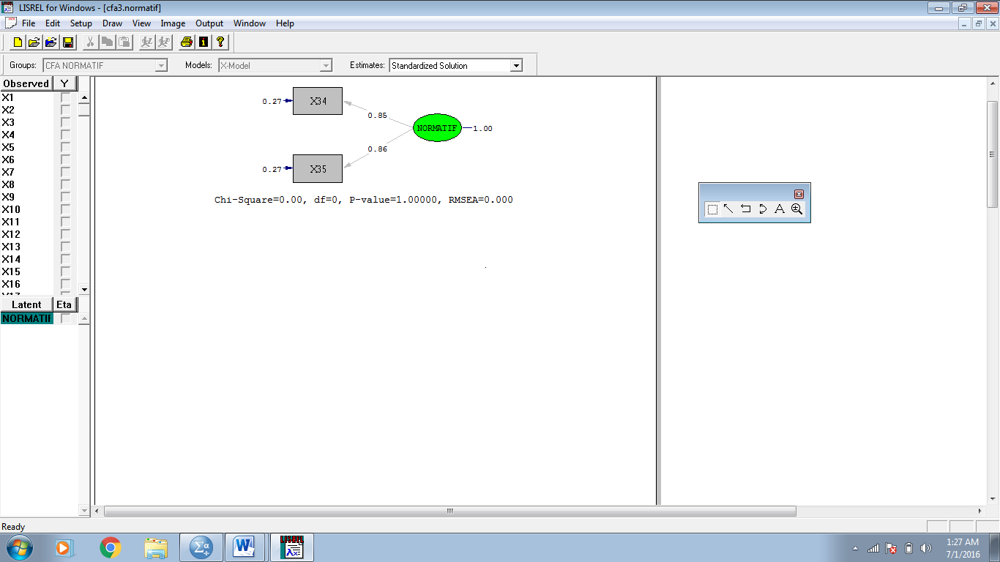 LISREL for Windows - [cfa3.normatif]
File Edit Setup Draw View Image Output Window Help
Groups: CFA NORMATIF Models: X-Model Estimates: Standardized Solution
Observed Y
X1
X2
X3
X4
X5
X6
X7
X8
X9
X10
X11
X12
X13
X14
X15
X16
Latent Eta
NORMATIF
0.27 X34
0.85
NORMATIF 1.00
0.86
0.27 X35
Chi-Square=0.00, df=0, P-value=1.00000, RMSEA=0.000
A
Ready
LISREL
1:27 AM
7/1/2016